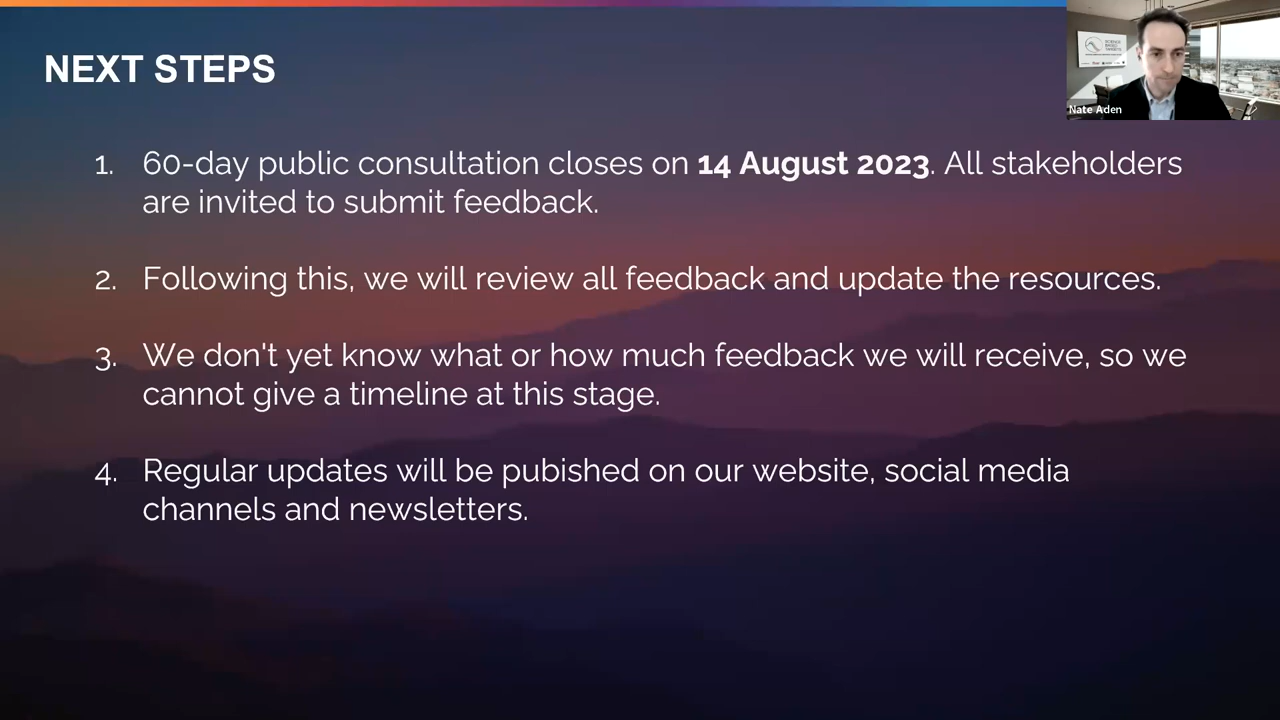 NEXT STEPS
Nate Aden
1. 60-day public consultation closes on 14 August 2023. All stakeholders
are invited to submit feedback.
2. Following this, we will review all feedback and update the resources.
3. We don't yet know what or how much feedback we will receive, so we
cannot give a timeline at this stage.
4. Regular updates will be pubished on our website, social media
channels and newsletters.